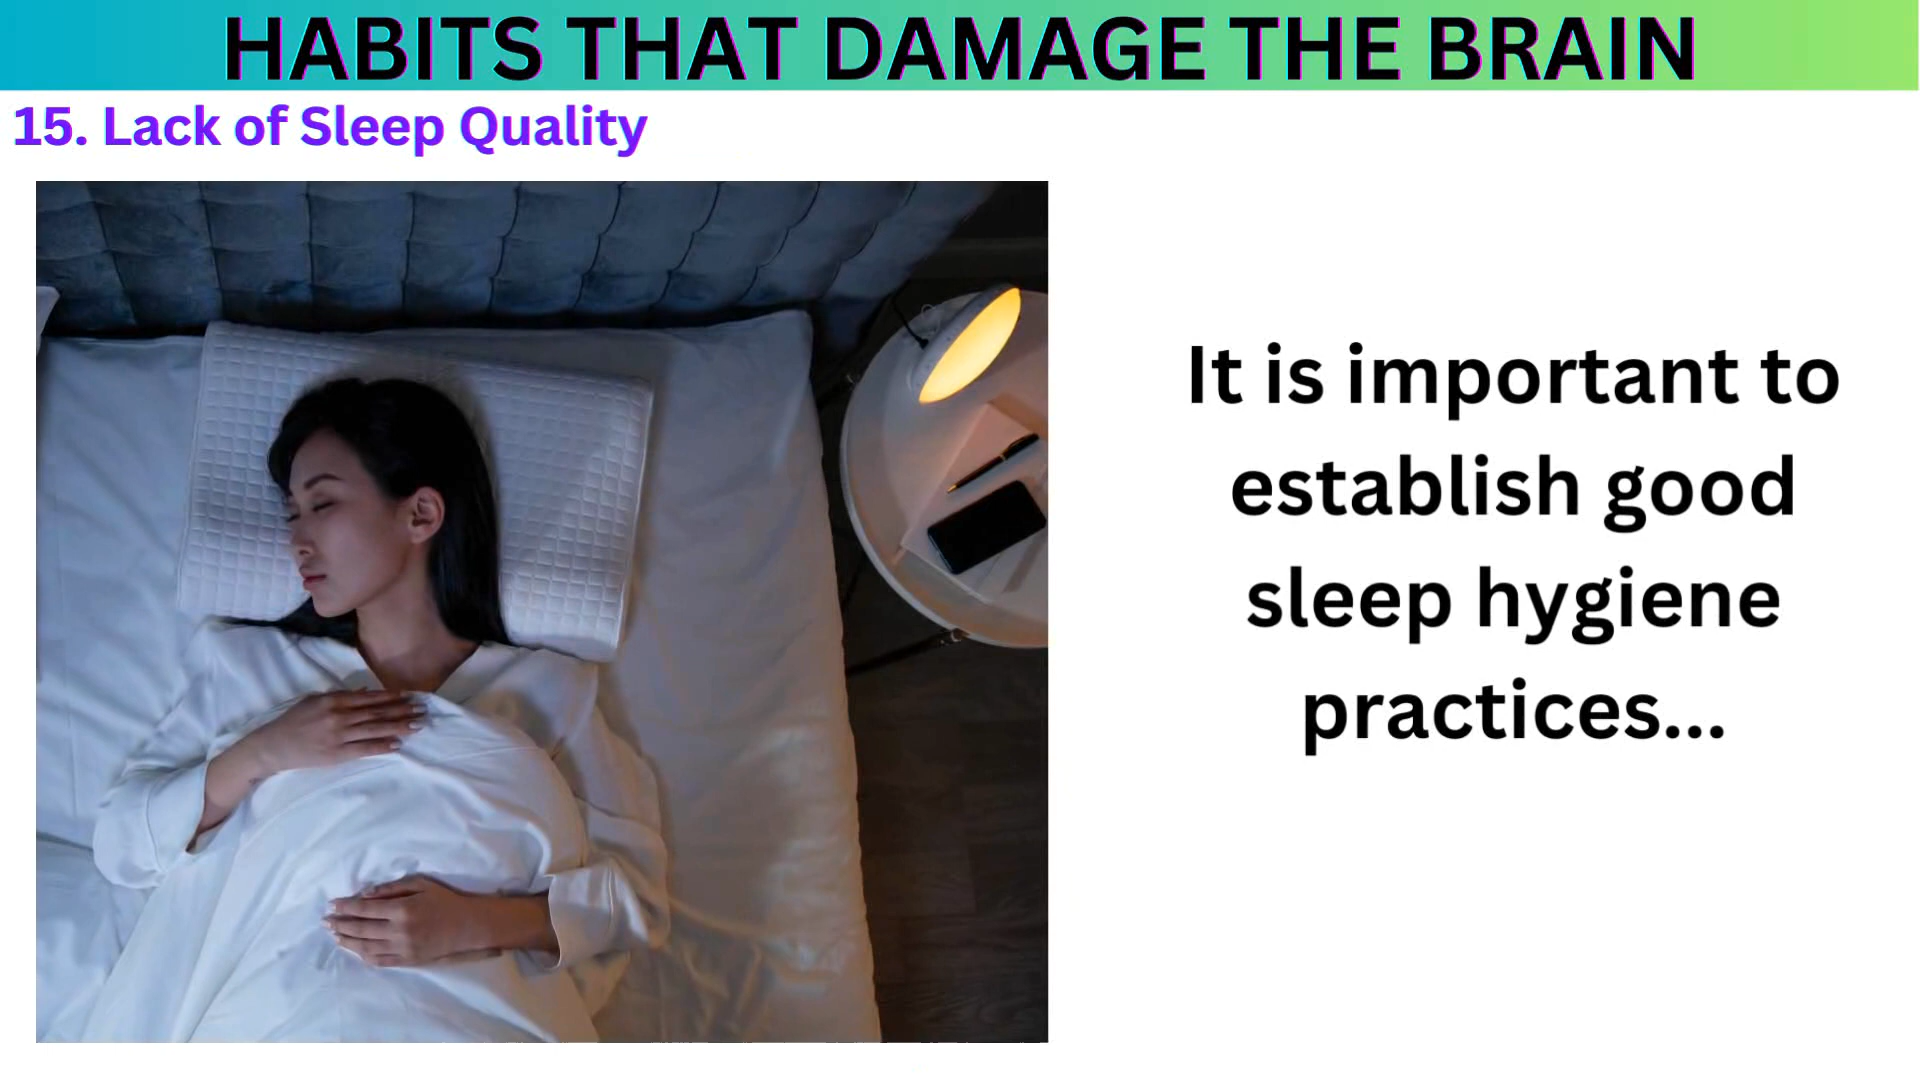 HABITS THAT DAMAGE THE BRAIN
15. Lack of Sleep Quality
It is important to
establish good
sleep hygiene
practices...